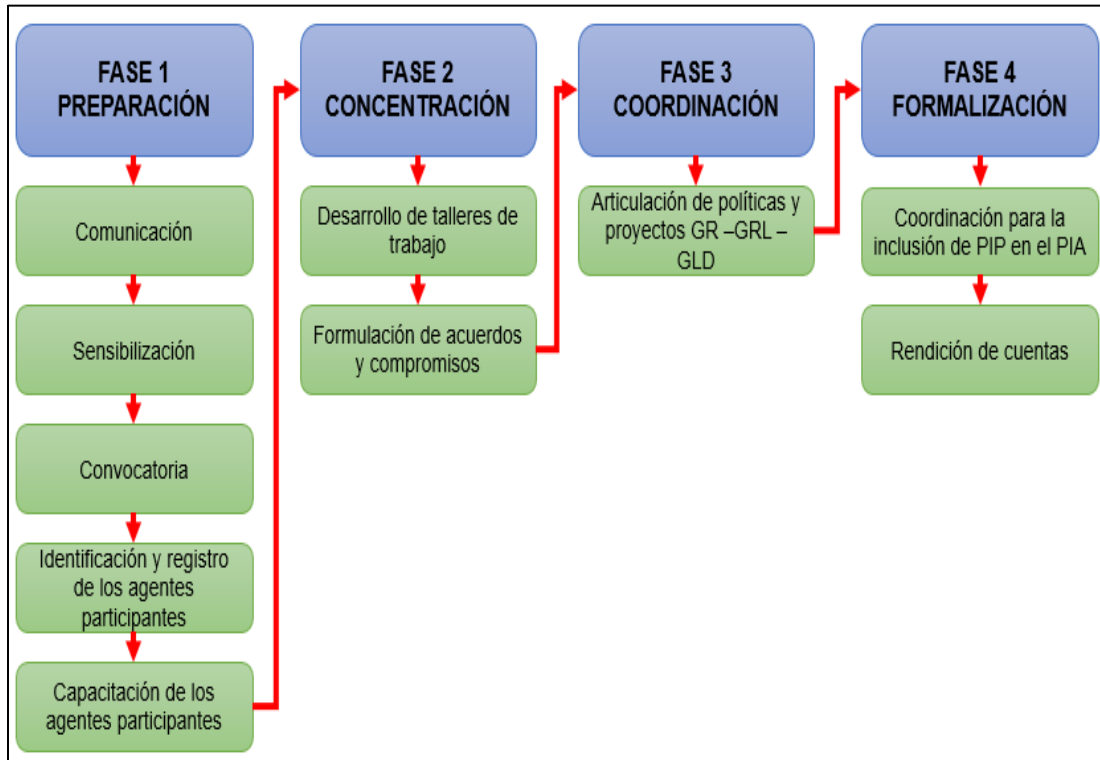 FASE 1
PREPARACIÓN
Comunicación
Sensibilización
Convocatoria
Identificación y registro
de los agentes
participantes
Capacitación de los
agentes participantes
FASE 2
CONCENTRACIÓN
Desarrollo de talleres de
trabajo
Formulación de acuerdos
y compromisos
FASE 3
COORDINACIÓN
Articulación de políticas y
proyectos GR –GRL –
GLD
FASE 4
FORMALIZACIÓN
Coordinación para la
inclusión de PIP en el PIA
Rendición de cuentas